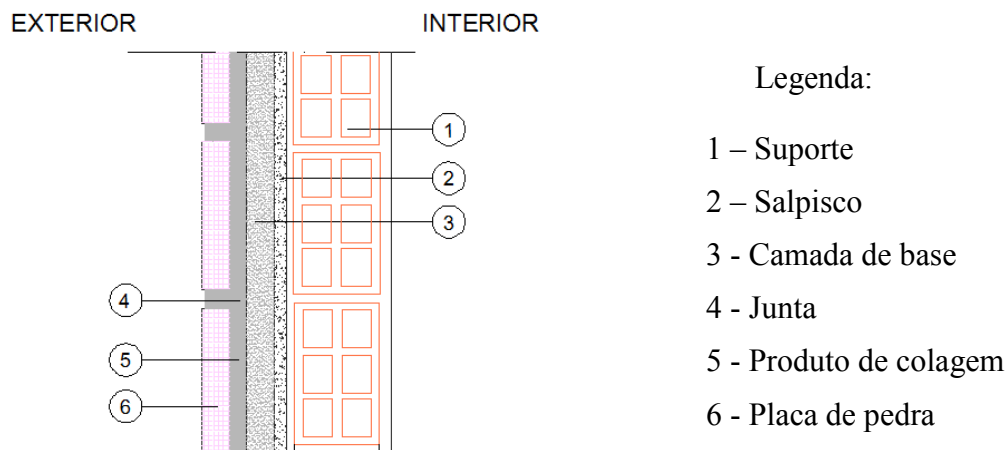 EXTERIOR
INTERIOR
Legenda:
1
1 – Suporte
2
2 – Salpisco
3
3 - Camada de base
4
4 - Junta
5
5 - Produto de colagem
6
6 - Placa de pedra